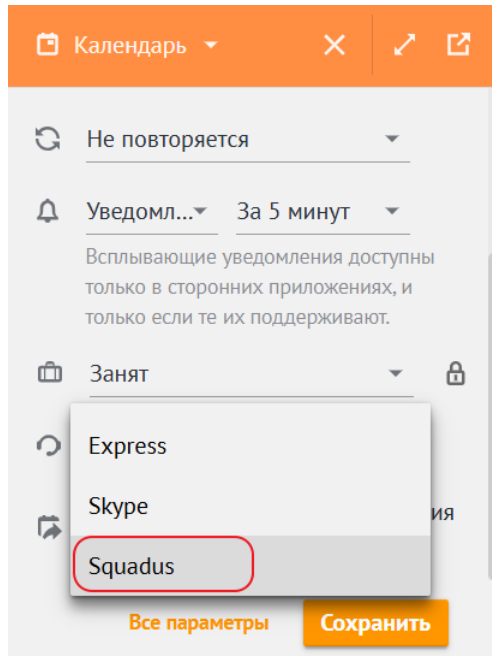 Календарь
Не повторяется
Уведомл... За 5 минут
Всплывающие уведомления доступны
только в сторонних приложениях, и
только если те их поддерживают.
Занят
Express
Skype
ия
Squadus
Все параметры Сохранить